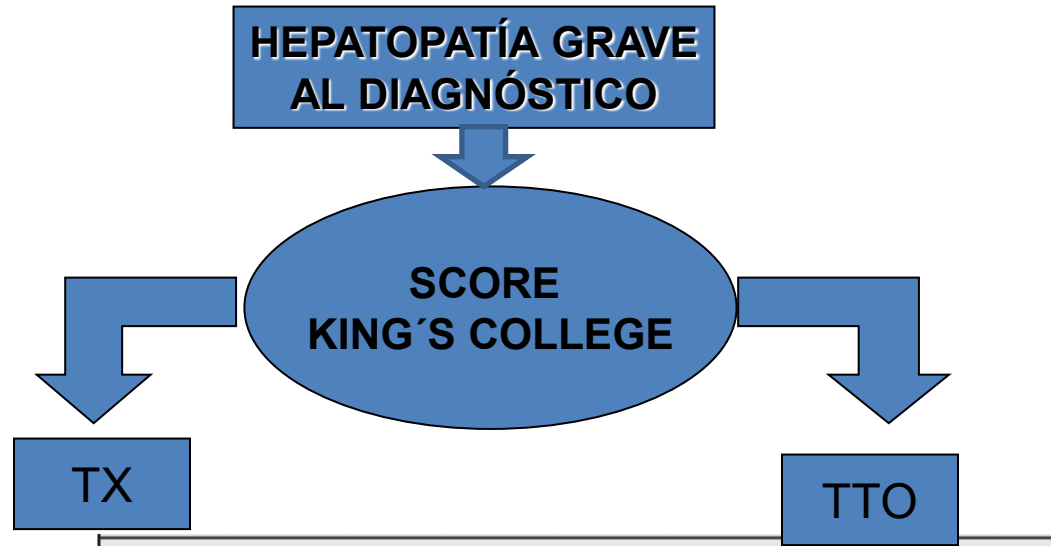 HEPATOPATÍA GRAVE
AL DIAGNÓSTICO
SCORE
KING´S COLLEGE
TX
TTO